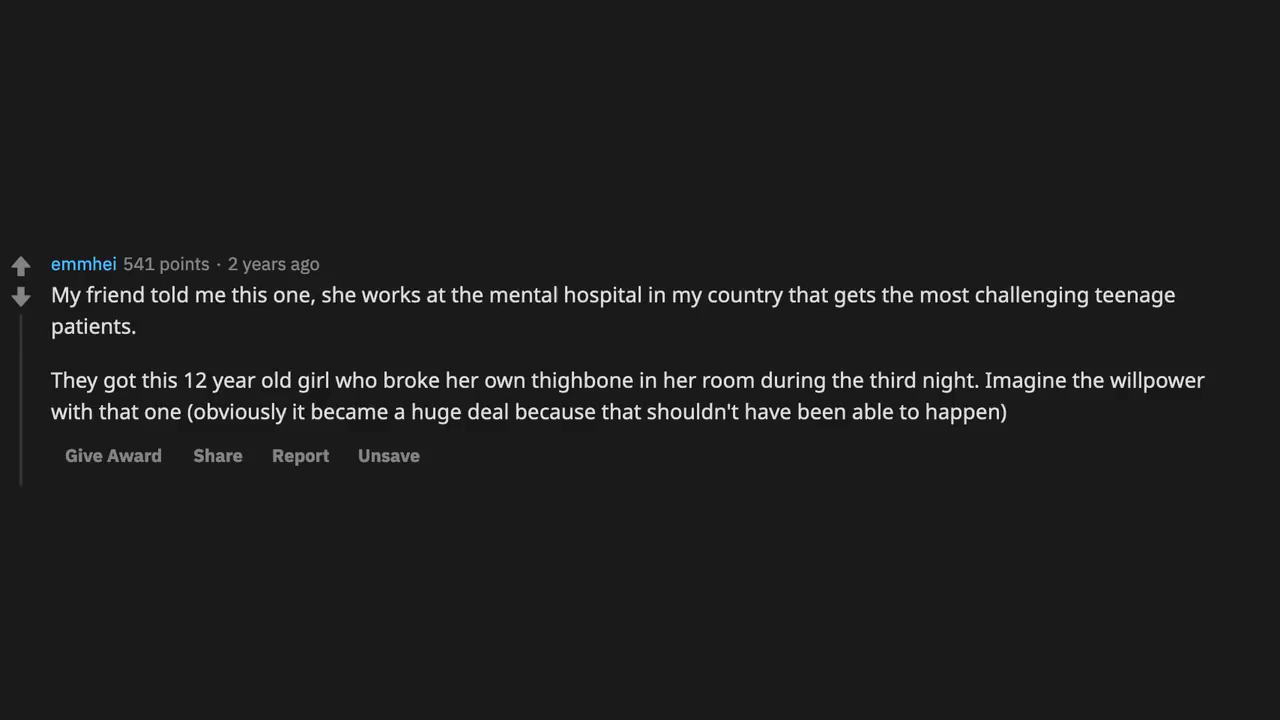 emmhei 541 points · 2 years ago
My friend told me this one, she works at the mental hospital in my country that gets the most challenging teenage
patients.
They got this 12 year old girl who broke her own thighbone in her room during the third night. Imagine the willpower
with that one (obviously it became a huge deal because that shouldn't have been able to happen)
Give Award Share Report Unsave